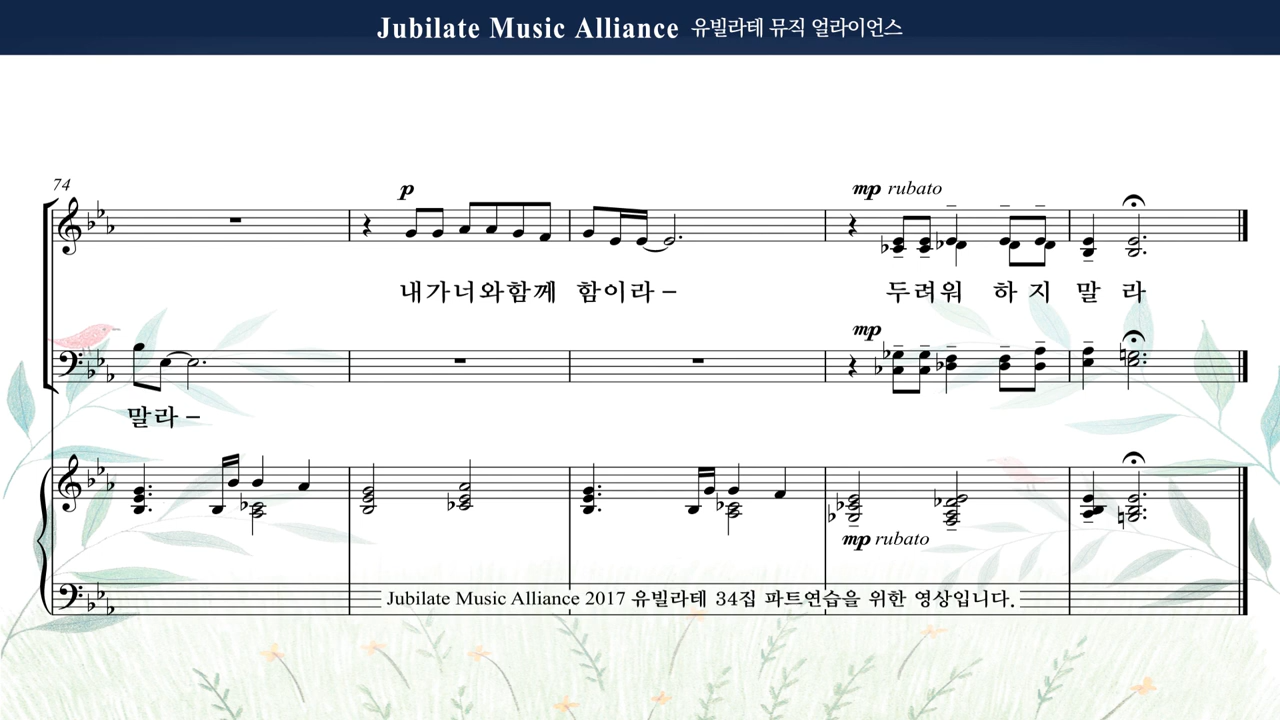 Jubilate Music Alliance 유빌라테 뮤직 얼라이언스
74
p
mp rubato
내가너와함께 함이라– 두려워 하지 말라
mp
말라–
mp rubato
Jubilate Music Alliance 2017 유빌라테 34집 파트연습을 위한 영상입니다.